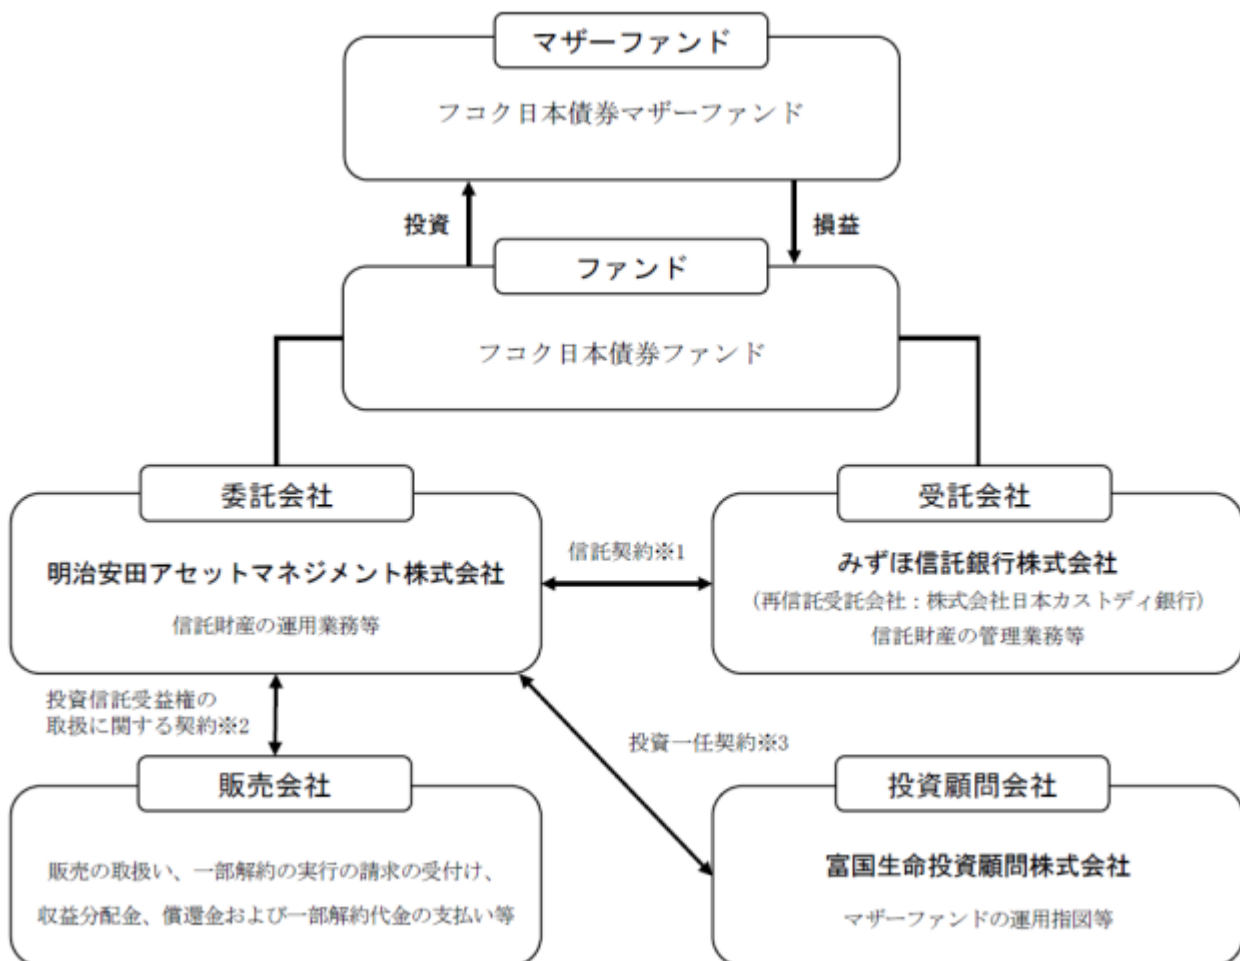 マザーファンド
フコク日本債券マザーファンド
投資
損益
ファンド
フコク日本債券ファンド
委託会社
明治安田アセットマネジメント株式会社
信託財産の運用業務等
信託契約※1
受託会社
みずほ信託銀行株式会社
(再信託受託会社：株式会社日本カストディ銀行)
信託財産の管理業務等
投資信託受益権の
取扱に関する契約※2
投資一任契約※3
販売会社
販売の取扱い、一部解約の実行の請求の受付け、
収益分配金、償還金および一部解約代金の支払い等
投資顧問会社
富国生命投資顧問株式会社
マザーファンドの運用指図等